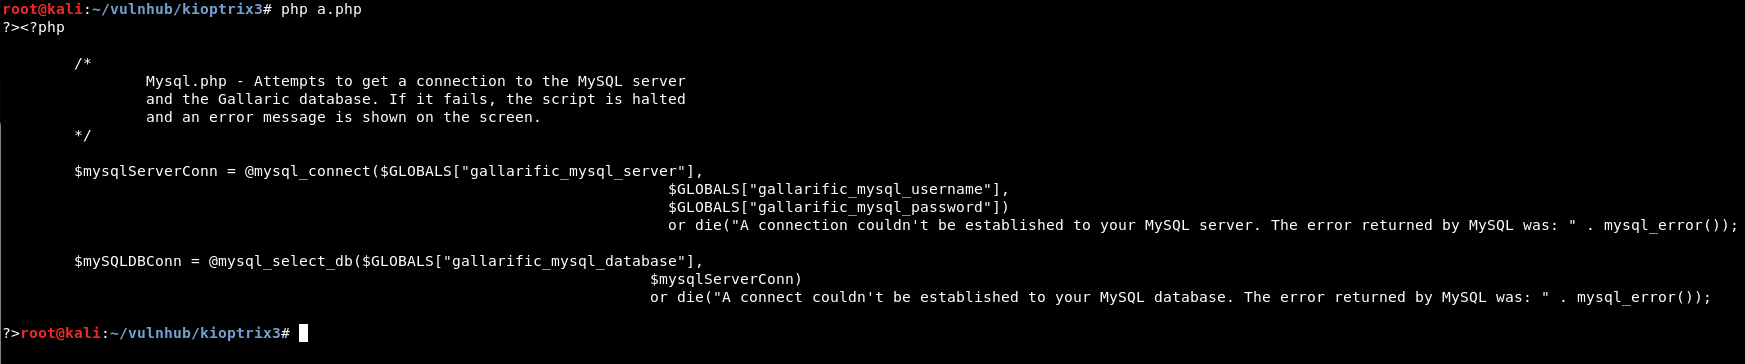 root@kali:~/vulnhub/kioptrix3# php a.php
?><?php
/*
Mysql.php - Attempts to get a connection to the MySQL server
and the Gallaric database. If it fails, the script is halted
and an error message is shown on the screen.
*/
$mysqlServerConn = @mysql_connect($GLOBALS["gallarific_mysql_server"],
$GLOBALS["gallarific_mysql_username"],
$GLOBALS["gallarific_mysql_password"])
or die("A connection couldn't be established to your MySQL server. The error returned by MySQL was: " . mysql_error());
$mySQLDBConn = @mysql_select_db($GLOBALS["gallarific_mysql_database"],
$mysqlServerConn)
or die("A connect couldn't be established to your MySQL database. The error returned by MySQL was: " . mysql_error());
?>root@kali:~/vulnhub/kioptrix3#